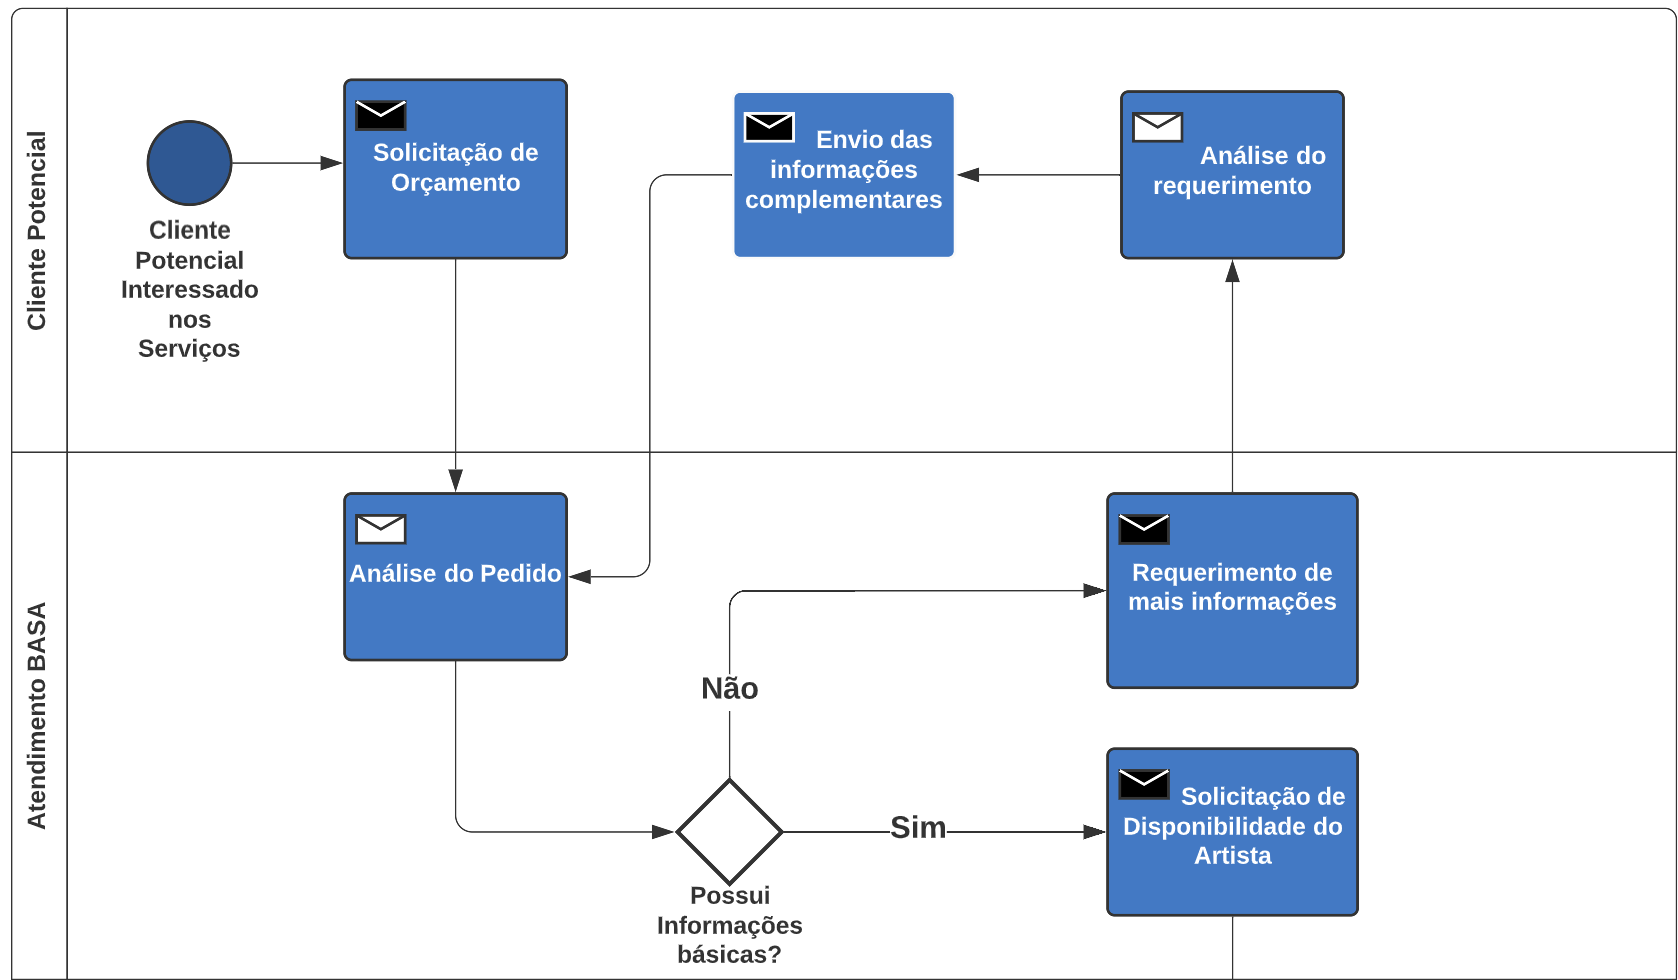 Cliente Potencial
Cliente
Potencial
Interessado
nos
Serviços
Solicitação de
Orçamento
Envio das
informações
complementares
Análise do
requerimento
Atendimento BASA
Análise do Pedido
Requerimento de
mais informações
Não
Sim
Possui
Informações
básicas?
Solicitação de
Disponibilidade do
Artista